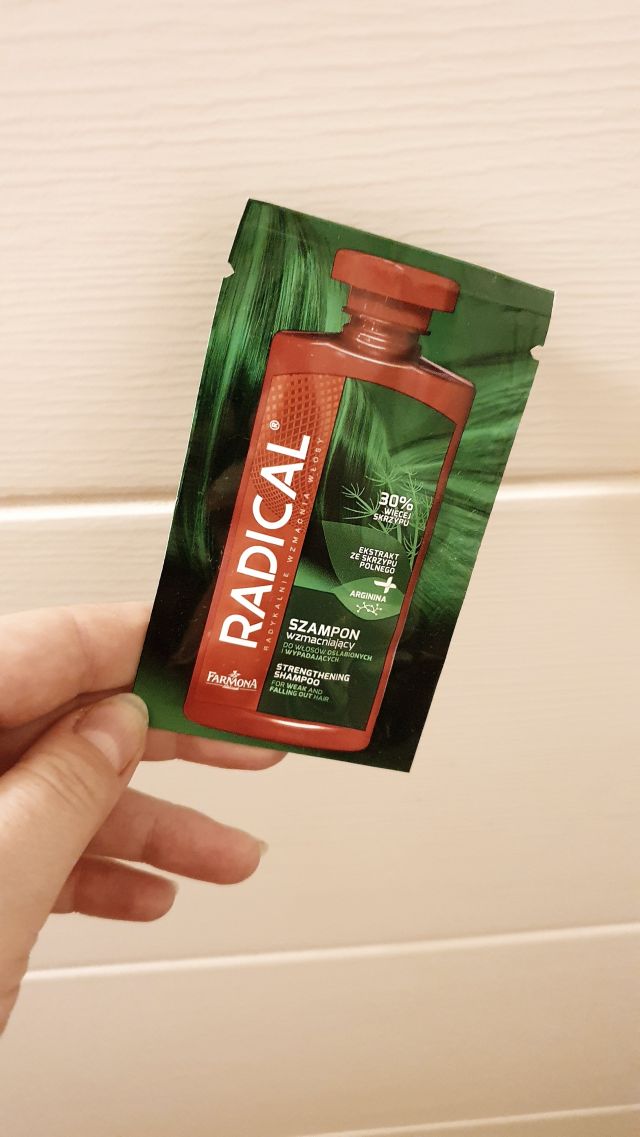 RADICAL®
RADYKALNIE WZMACNIA WŁOSY
30%
WIĘCEJ
SKRZYPU
EKSTRAKT
ZE SKRZYPU
POLNEGO
+
ARGININA
SZAMPON
wzmacniający
DO WŁOSÓW OSŁABIONYCH
I WYPADAJĄCYCH
STRENGTHENING
SHAMPOO
FOR WEAK AND
FALLING OUT HAIR
FARMONA